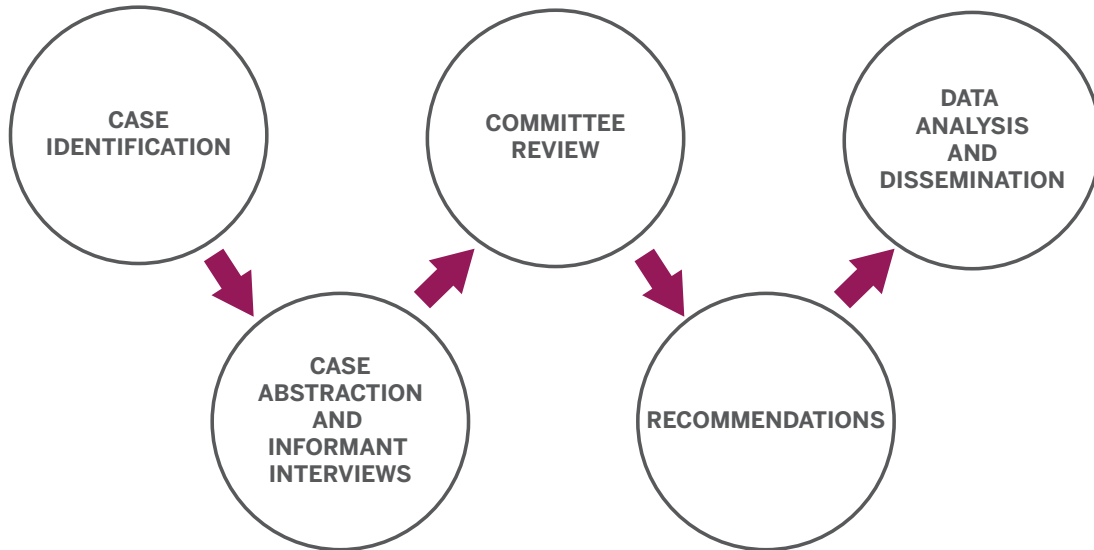 CASE
IDENTIFICATION
CASE
ABSTRACTION
AND
INFORMANT
INTERVIEWS
COMMITTEE
REVIEW
RECOMMENDATIONS
DATA
ANALYSIS
AND
DISSEMINATION